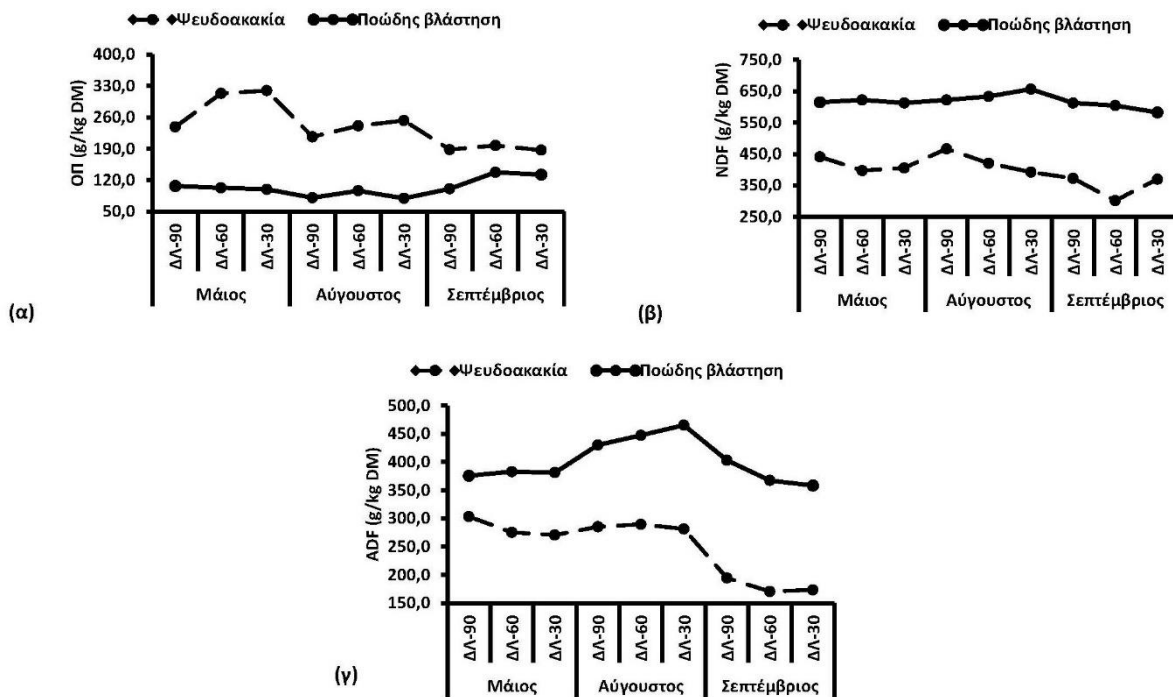 Ψευδοακακία Ποώδης βλάστηση
ΟΠ (g/kg DM)
400,0
330,0
260,0
190,0
120,0
50,0
ΔΛ-90 ΔΛ-60 ΔΛ-30 ΔΛ-90 ΔΛ-60 ΔΛ-30 ΔΛ-90 ΔΛ-60 ΔΛ-30
Μάιος Αύγουστος Σεπτέμβριος
(α)
Ψευδοακακία Ποώδης βλάστηση
NDF (g/kg DM)
750,0
650,0
550,0
450,0
350,0
250,0
ΔΛ-90 ΔΛ-60 ΔΛ-30 ΔΛ-90 ΔΛ-60 ΔΛ-30 ΔΛ-90 ΔΛ-60 ΔΛ-30
Μάιος Αύγουστος Σεπτέμβριος
(β)
Ψευδοακακία Ποώδης βλάστηση
ADF (g/kg DM)
500,0
450,0
400,0
350,0
300,0
250,0
200,0
150,0
ΔΛ-90 ΔΛ-60 ΔΛ-30 ΔΛ-90 ΔΛ-60 ΔΛ-30 ΔΛ-90 ΔΛ-60 ΔΛ-30
Μάιος Αύγουστος Σεπτέμβριος
(γ)